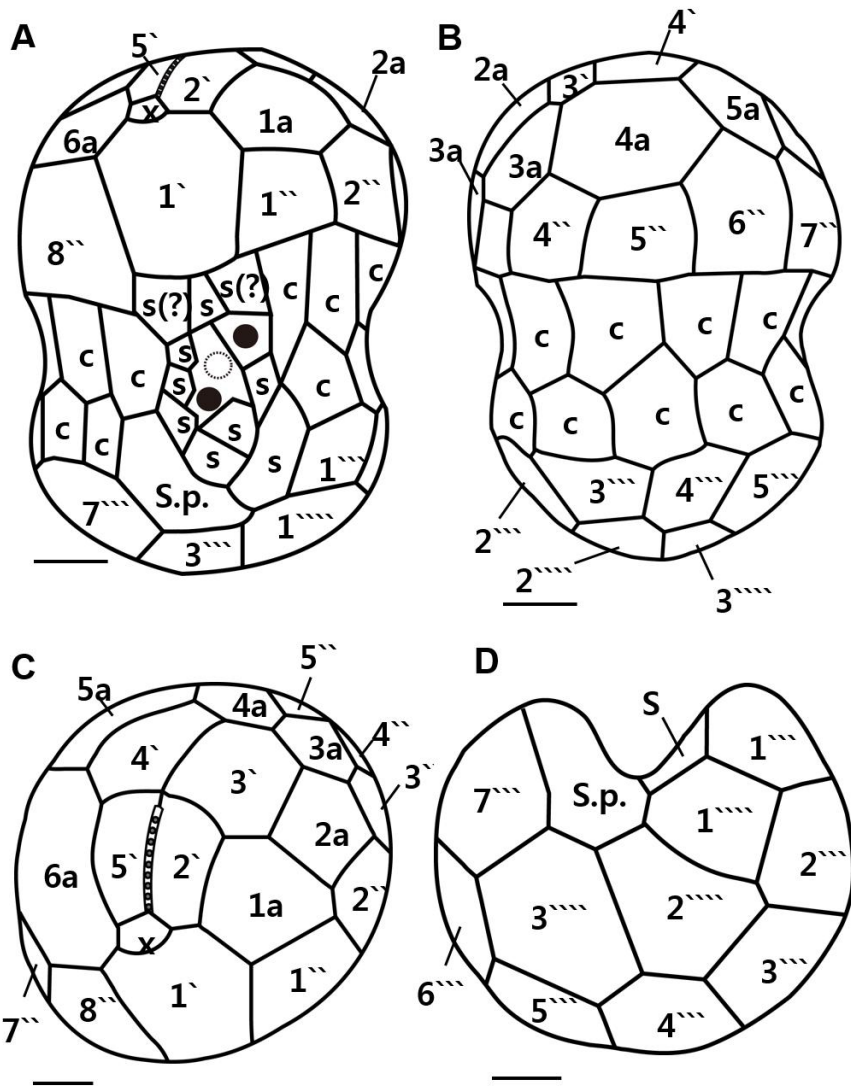 A
5`
2`
2a
x
1a
6a
1`
1``
2``
8``
s(?)
s
s(?)
c
c
c
s
c
c
s
s
c
s
s
c
c
s
s
1```
S.p.
7```
1````
3```
B
4`
2a
3`
5a
3a
3a
4a
4``
5``
6``
7``
c
c
c
c
c
c
c
c
c
3```
4```
5```
2```
2````
3````
C
5``
5a
4a
4``
4`
3a
3`
3`
2a
5`
2`
6a
1a
2``
x
1``
7``
8``
1`
D
S
1```
7```
S.p.
1````
2```
3````
2````
3```
6```
5```
4```